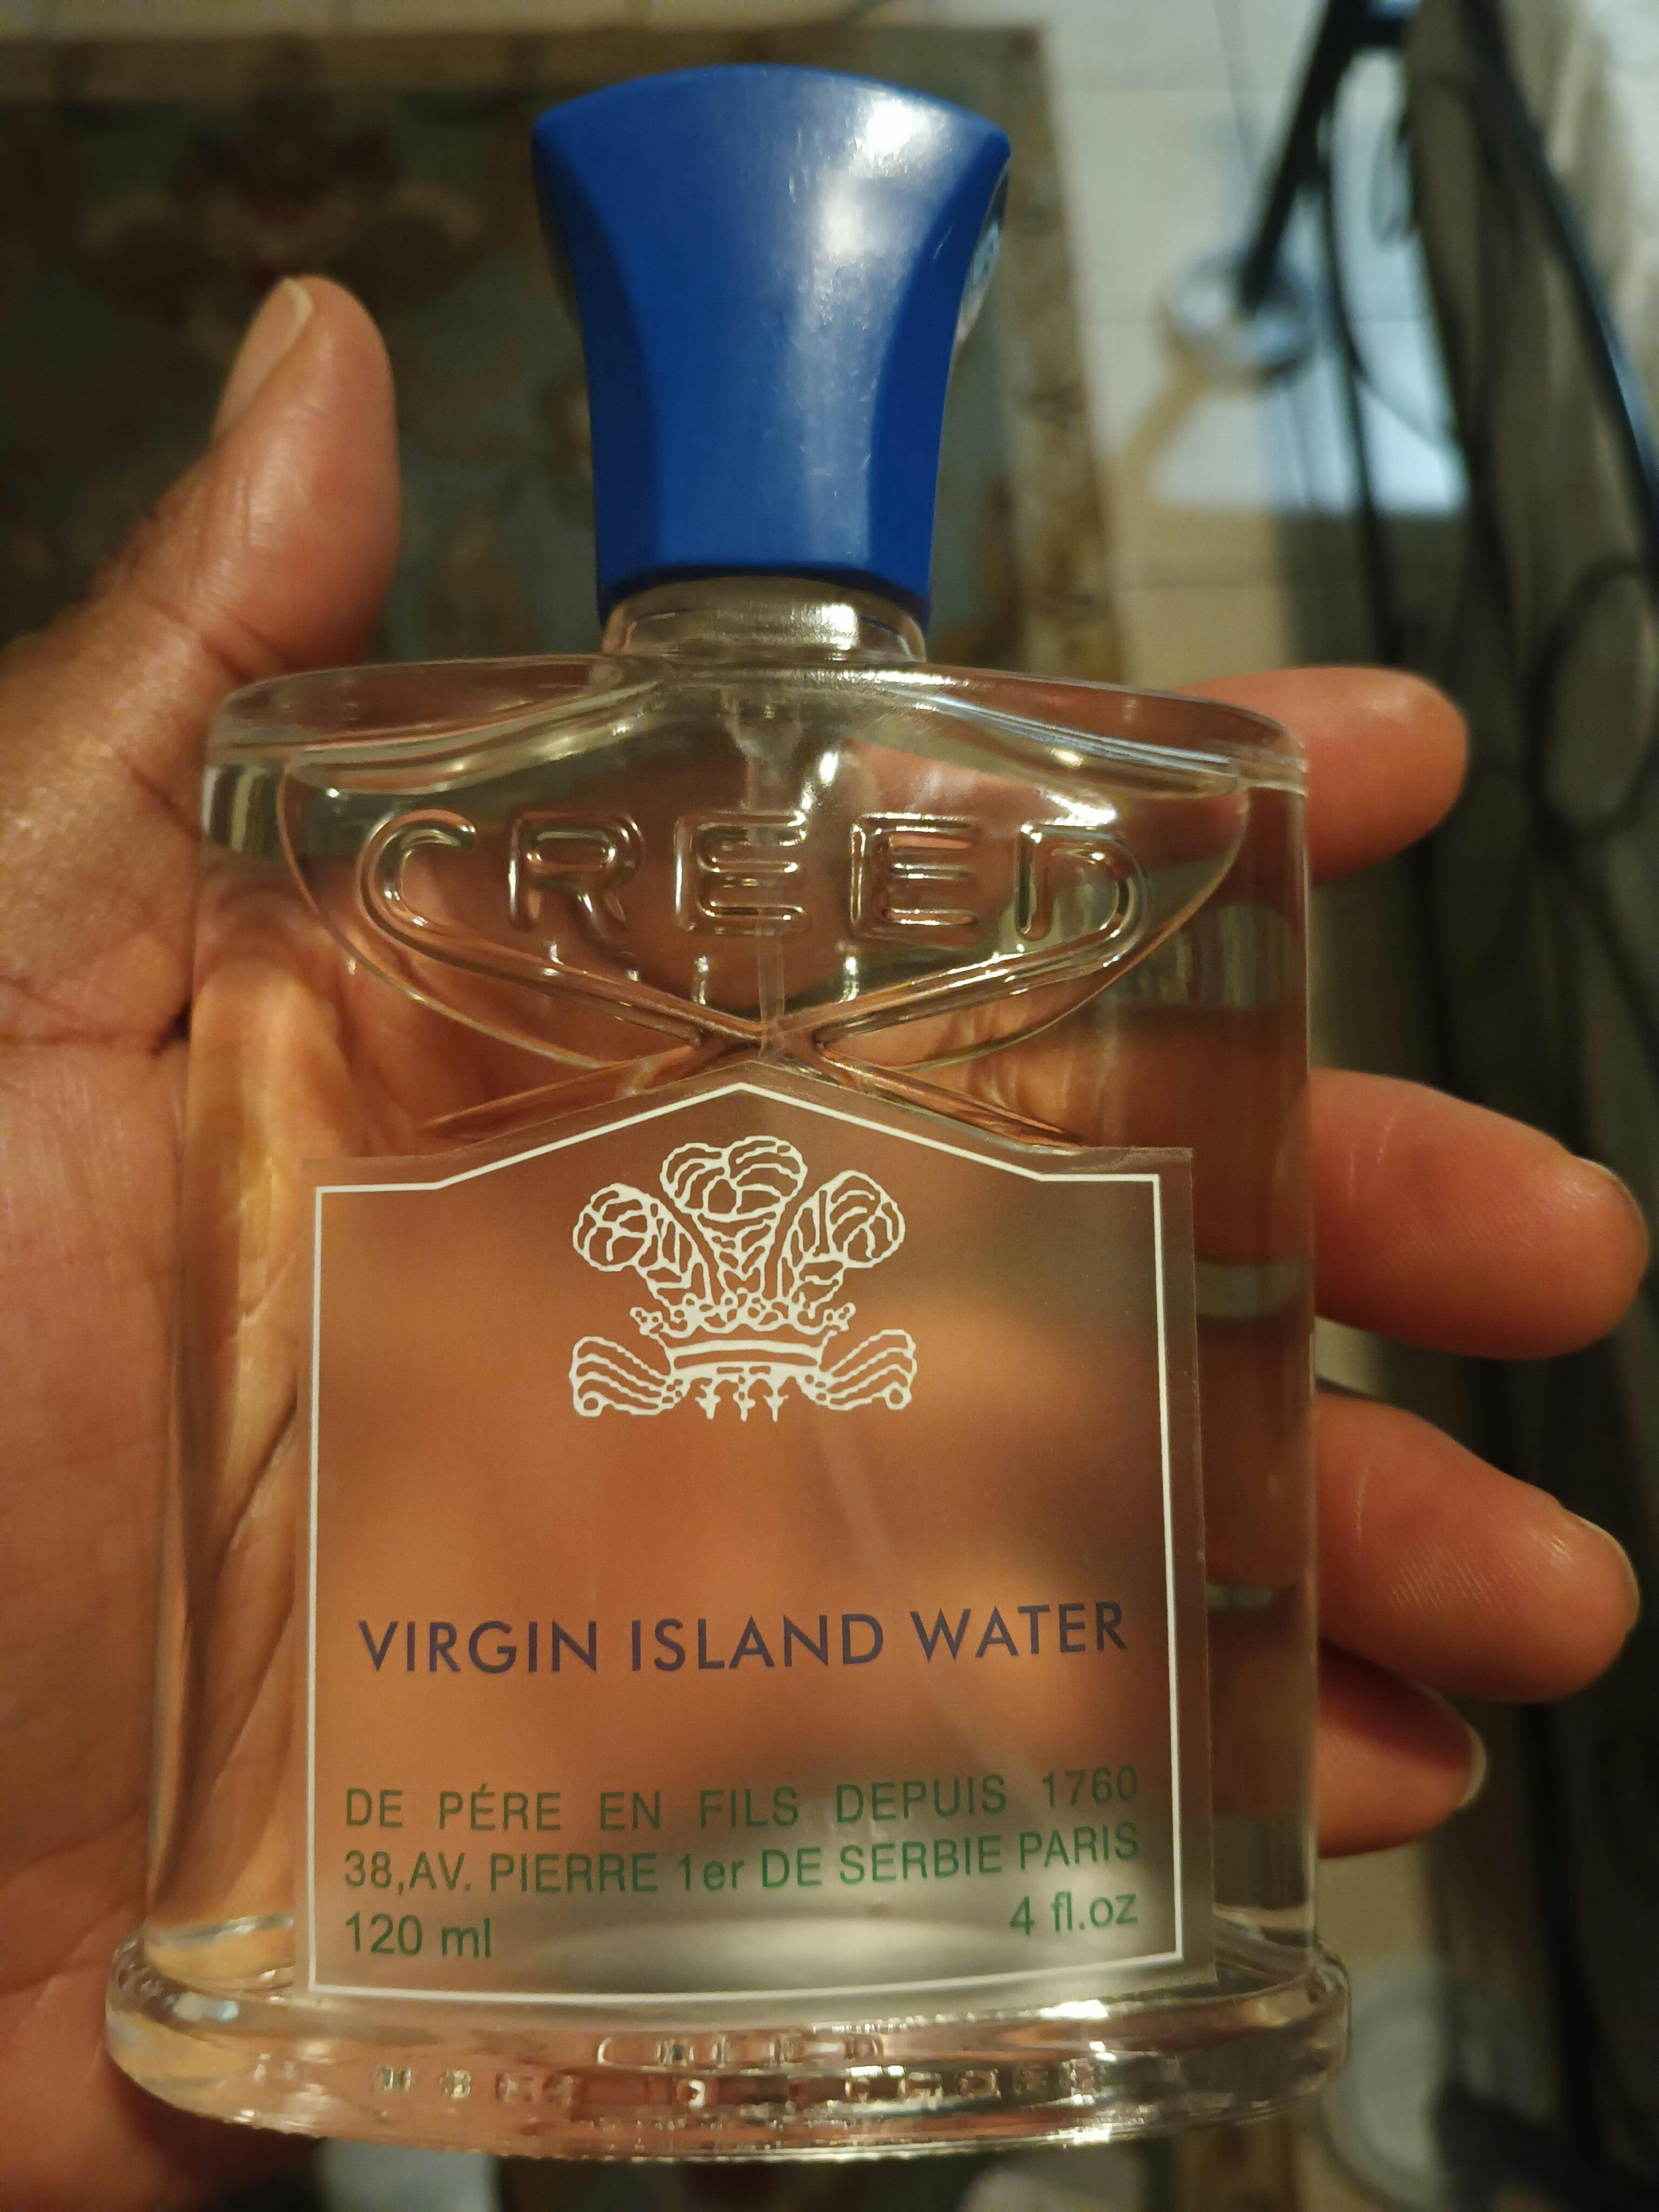 CREED
VIRGIN ISLAND WATER
DE PÉRE EN FILS DEPUIS 1760
38,AV. PIERRE 1er DE SERBIE PARIS
120 ml 4 fl.oz